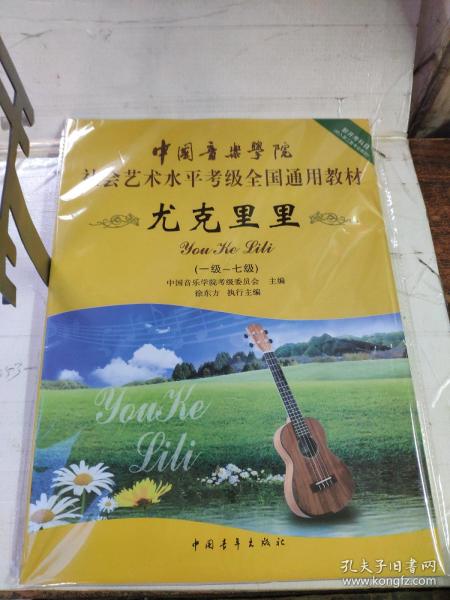 中国音乐学院
社会艺术水平考级全国通用教材
尤克里里
You Ke Lili
(一级-七级)
中国音乐学院考级委员会 主编
徐东方 执行主编
YouKe
Lili
中国青年出版社
孔夫子旧书网
www.kongfz.com